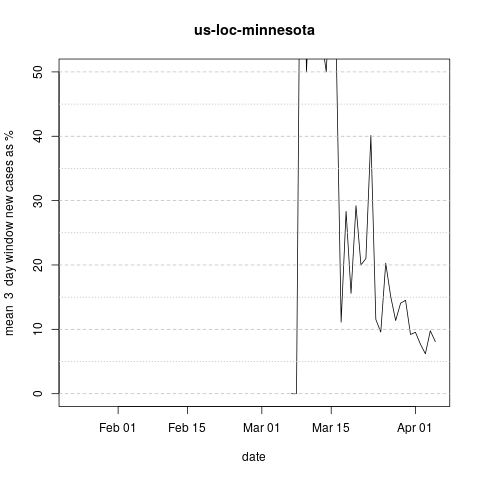 us-loc-minnesota
mean 3 day window new cases as %
50
40
30
20
10
0
Feb 01 Feb 15 Mar 01 Mar 15 Apr 01
date